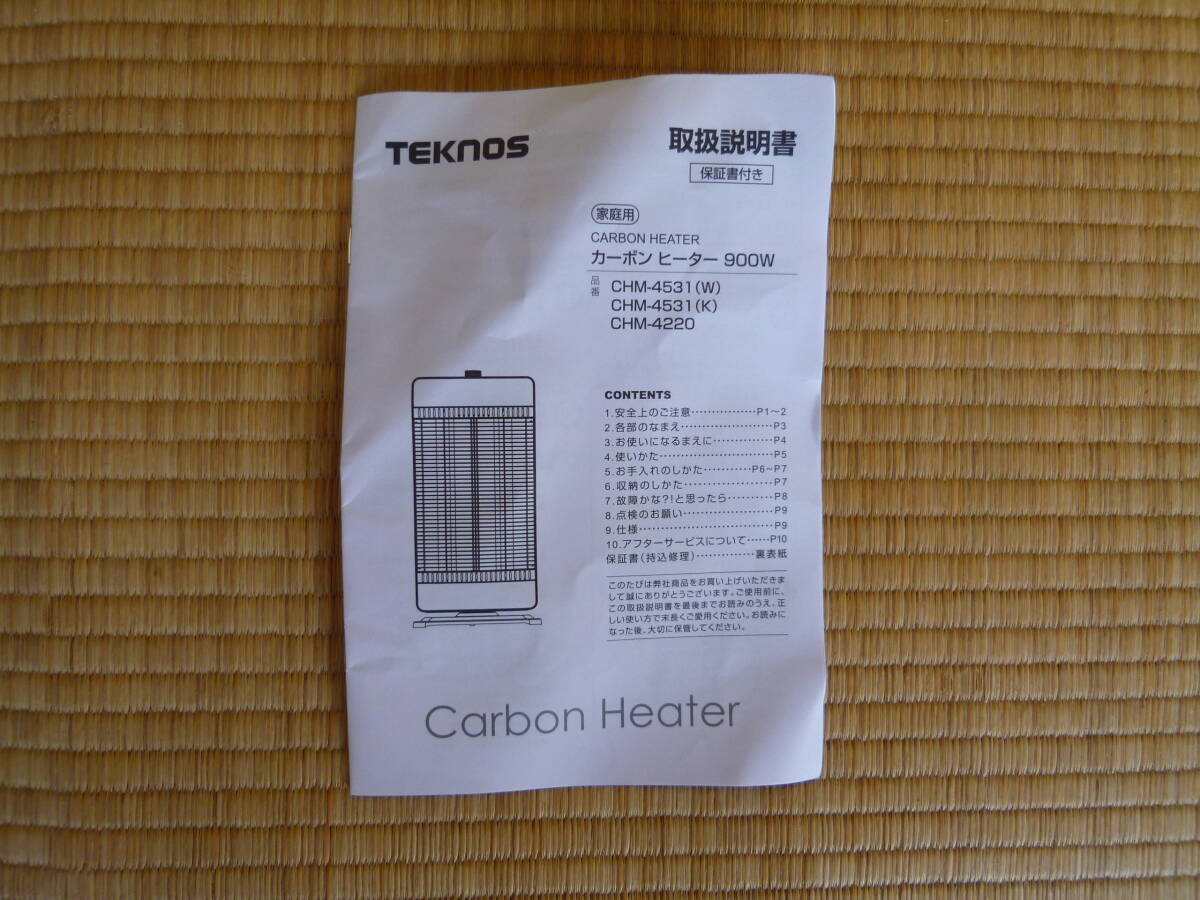 TEKNOS
取扱説明書
保証書付き
家庭用
CARBON HEATER
カーボン ヒーター 900W
品番
CHM-4531(W)
CHM-4531(K)
CHM-4220
CONTENTS
1.安全上のご注意················P1～2
2.各部のなまえ·······················P3
3.お使いになるまえに···············P4
4.使いかた····························P5
5.お手入れのしかた···········P6~P7
6.収納のしかた······················P7
7.故障かな?!と思ったら··········P8
8.点検のお願い······················P9
9.仕様·································P9
10.アフターサービスについて······P10
保証書(持込修理)··············裏表紙
このたびは弊社商品をお買い上げいただきま
して誠にありがとうございます。ご使用前に、
この取扱説明書を最後までお読みのうえ、正
しい使い方で末長くご愛用ください。お読みに
なった後、大切に保管してください。
Carbon Heater